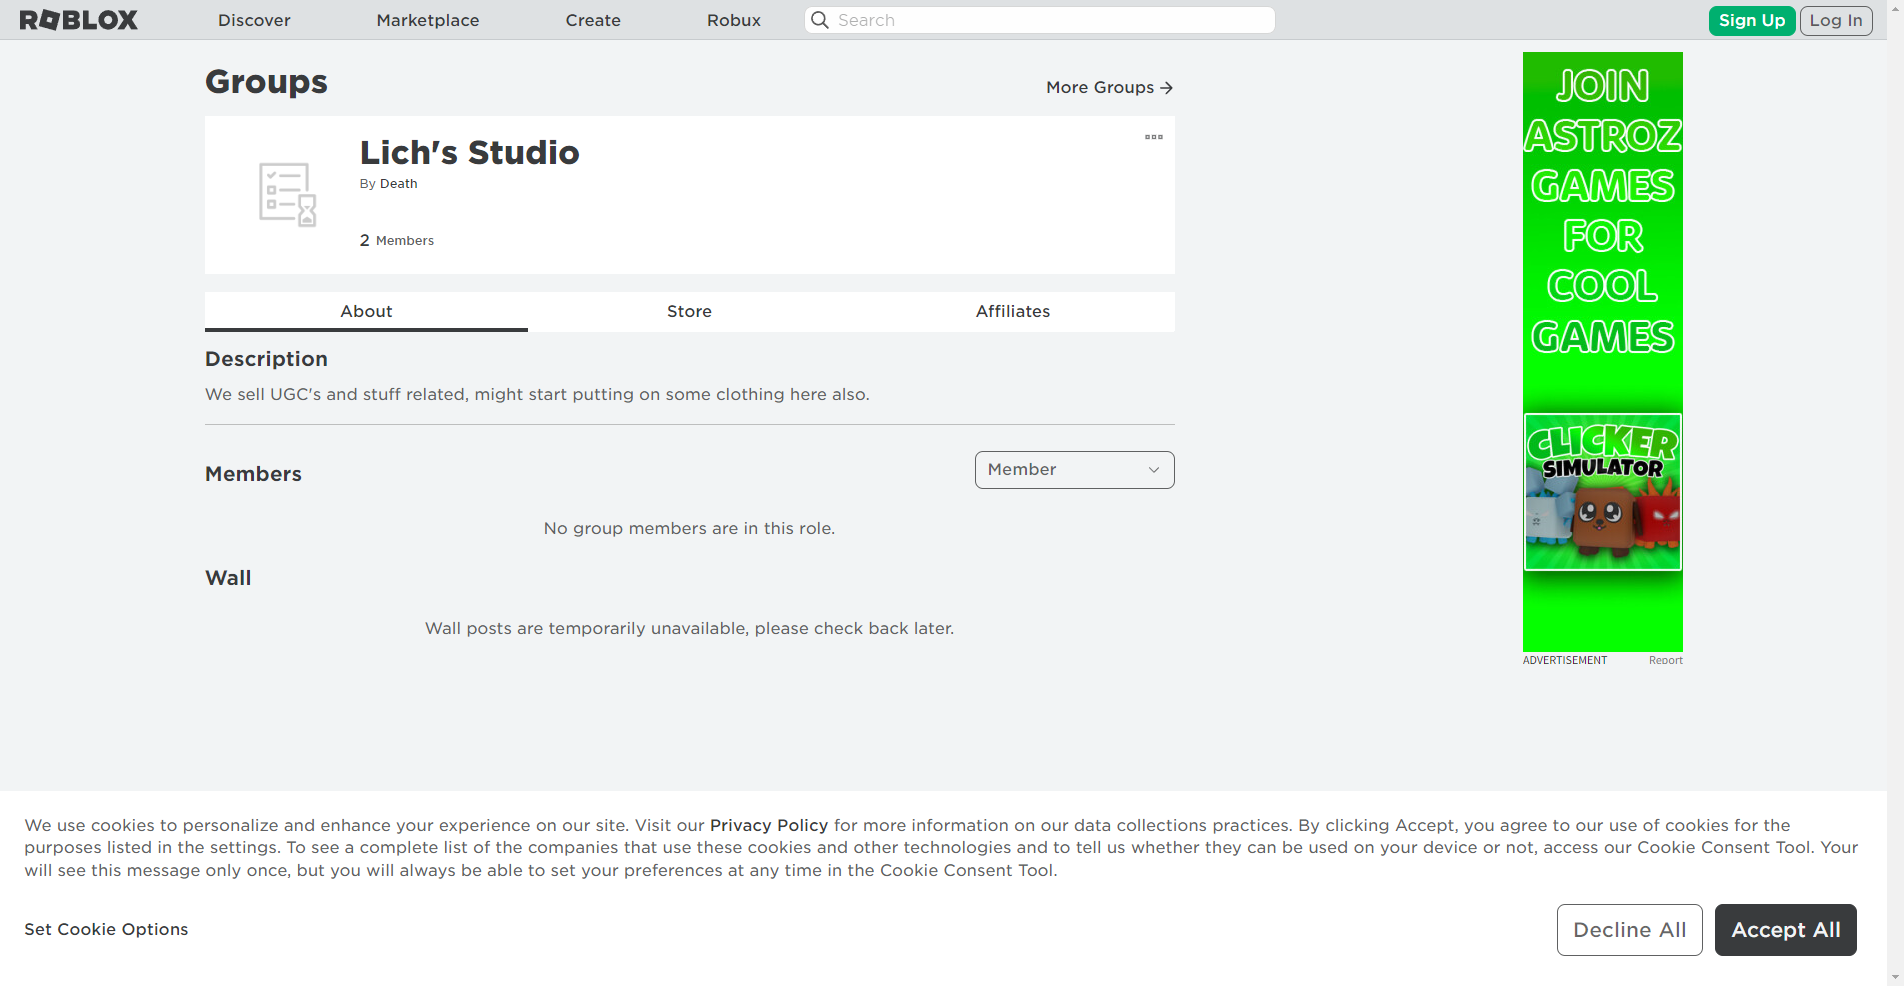 ROBLOX Discover Marketplace Create Robux Search Sign Up Log In
Groups
More Groups
Lich's Studio
By Death
2 Members
About Store Affiliates
Description
We sell UGC's and stuff related, might start putting on some clothing here also.
Members
Member
No group members are in this role.
Wall
Wall posts are temporarily unavailable, please check back later.
JOIN
ASTROZ
GAMES
FOR
COOL
GAMES
CLICKER
SIMULATOR
ADVERTISEMENT Report
We use cookies to personalize and enhance your experience on our site. Visit our Privacy Policy for more information on our data collections practices. By clicking Accept, you agree to our use of cookies for the
purposes listed in the settings. To see a complete list of the companies that use these cookies and other technologies and to tell us whether they can be used on your device or not, access our Cookie Consent Tool. Your
will see this message only once, but you will always be able to set your preferences at any time in the Cookie Consent Tool.
Set Cookie Options
Decline All
Accept All